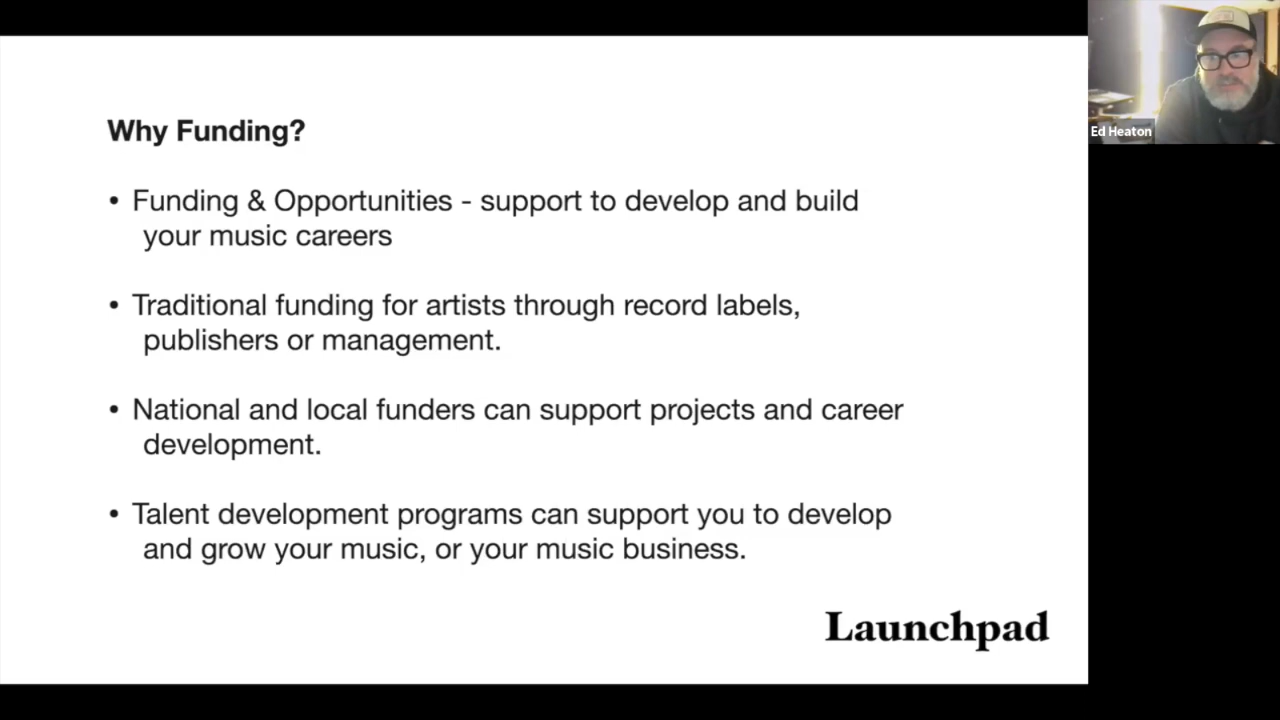 Why Funding?
• Funding & Opportunities - support to develop and build
your music careers
• Traditional funding for artists through record labels,
publishers or management.
• National and local funders can support projects and career
development.
• Talent development programs can support you to develop
and grow your music, or your music business.
Launchpad
Ed Heaton